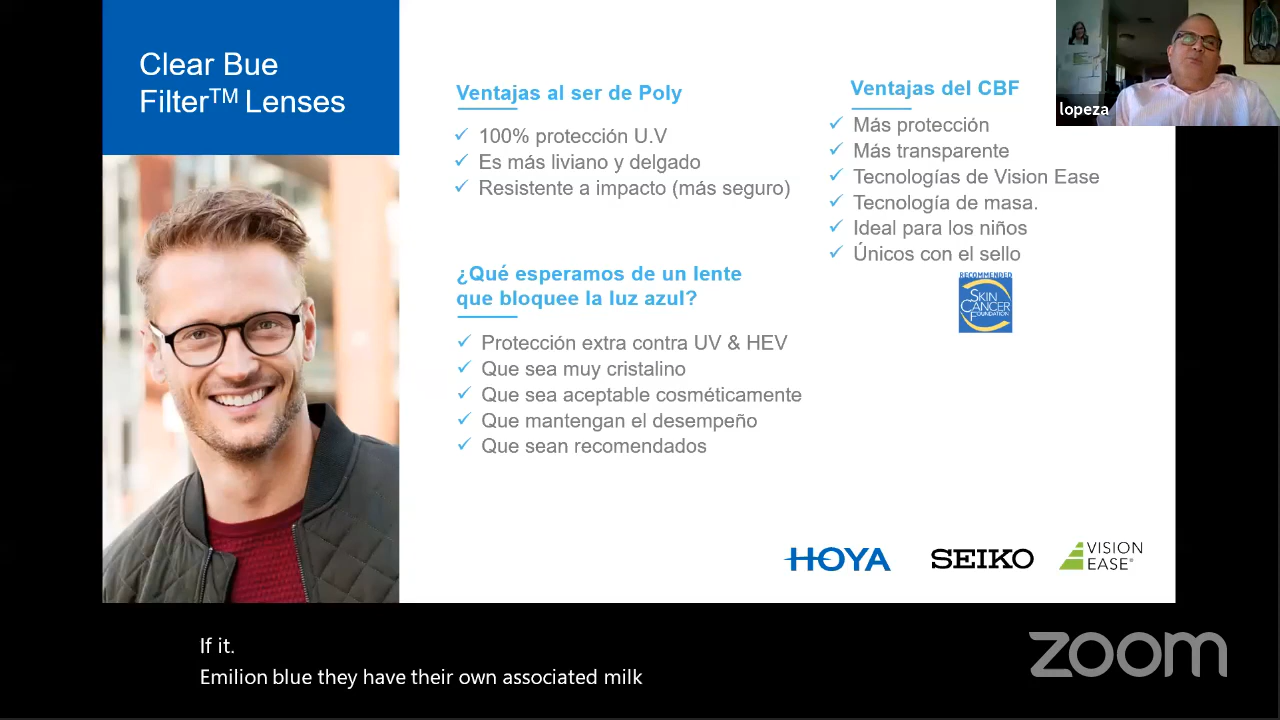 Clear Bue
Filter™ Lenses
Ventajas al ser de Poly
100% protección U.V
Es más liviano y delgado
Resistente a impacto (más seguro)
¿Qué esperamos de un lente
que bloquee la luz azul?
Protección extra contra UV & HEV
Que sea muy cristalino
Que sea aceptable cosméticamente
Que mantengan el desempeño
Que sean recomendados
Ventajas del CBF
Más protección
Más transparente
Tecnologías de Vision Ease
Tecnología de masa.
Ideal para los niños
Únicos con el sello
RECOMMENDED
SKIN
CANCER
FOUNDATION
lopeza
HOYA
SEIKO
VISION
EASE®
If it.
Emilion blue they have their own associated milk
zoom